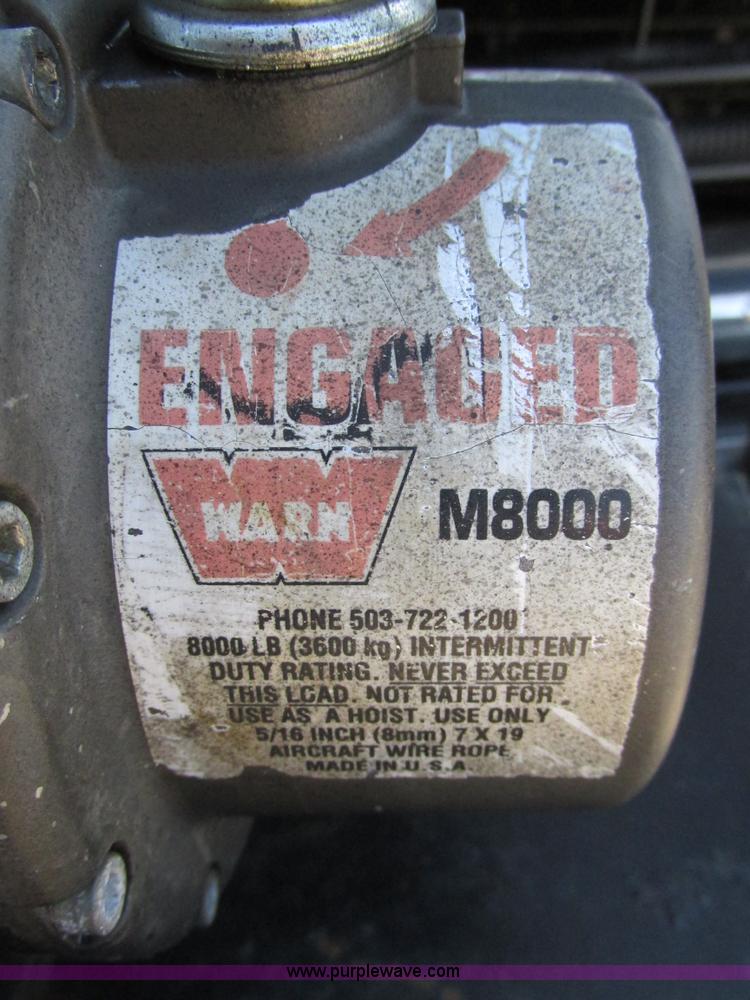 ENGAGED
WARN
M8000
PHONE 503-722-1200
8000 LB (3600 kg) INTERMITTENT
DUTY RATING. NEVER EXCEED
THIS LOAD. NOT RATED FOR
USE AS A HOIST. USE ONLY
5/16 INCH (8mm) 7 X 19
AIRCRAFT WIRE ROPE
MADE IN U.S.A.
www.purplewave.com